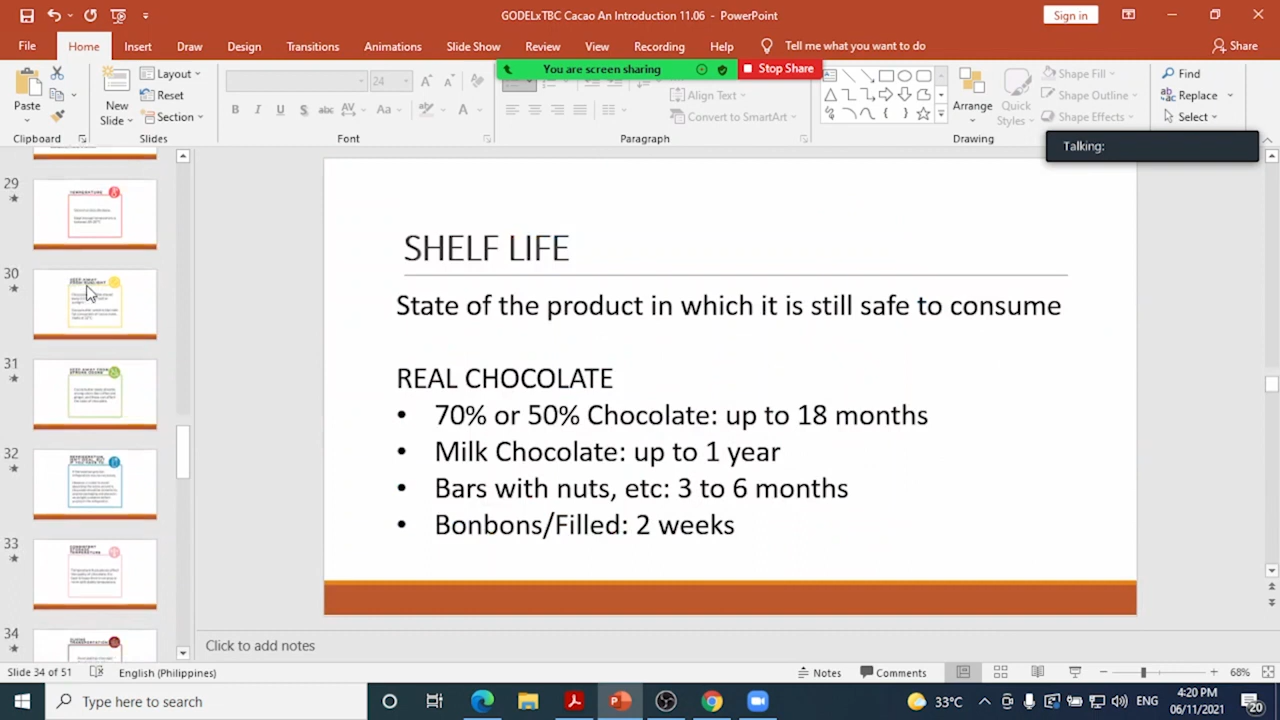 GODELxTBC Cacao An Introduction 11.06 - PowerPoint
Sign in
File Home Insert Draw Design Transitions Animations Slide Show Review View Recording Help Tell me what you want to do Share
You are screen sharing Stop Share
Paste
New Slide
Layout
Reset
Section
24
B I U S abc AV Aa A
Align Text
Convert to SmartArt
Arrange
Quick Styles
Shape Fill
Shape Outline
Shape Effects
Find
Replace
Select
Clipboard Slides Font Paragraph Drawing
Talking:
29
TEMPERATURE
30
31
32
33
34
SHELF LIFE
State of the product in which it is still safe to consume
REAL CHOCOLATE
• 70% or 50% Chocolate: up to 18 months
• Milk Chocolate: up to 1 year
• Bars with nuts, etc: 3 to 6 months
• Bonbons/Filled: 2 weeks
Click to add notes
Slide 34 of 51 English (Philippines) Notes Comments 68%
Type here to search
33°C ENG
4:20 PM
06/11/2021
20